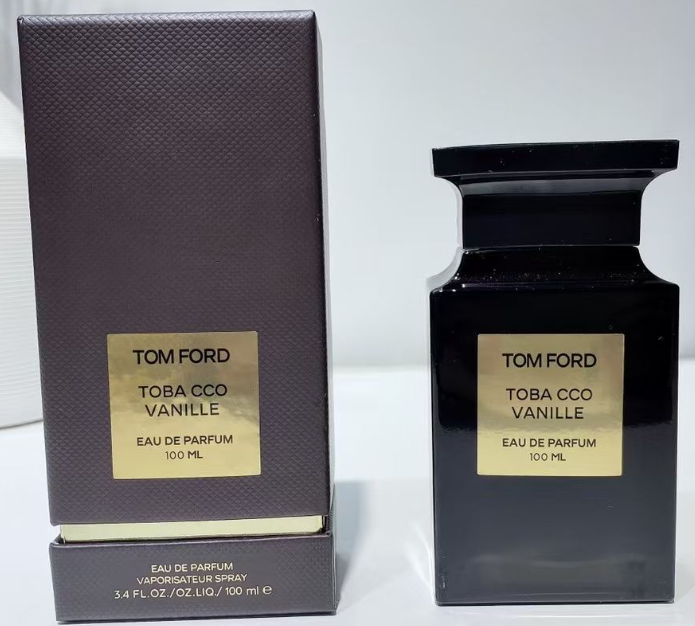 TOM FORD
TOBA CCO
VANILLE
EAU DE PARFUM
100 ML
EAU DE PARFUM
VAPORISATEUR SPRAY
3.4 FL.OZ./OZ.LIQ./ 100 ml ℮
TOM FORD
TOBA CCO
VANILLE
EAU DE PARFUM
100 ML